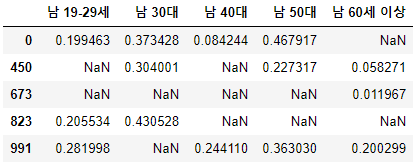 남 19-29세 남 30대 남 40대 남 50대 남 60세 이상
0 0.199463 0.373428 0.084244 0.467917 NaN
450 NaN 0.304001 NaN 0.227317 0.058271
673 NaN NaN NaN NaN 0.011967
823 0.205534 0.430528 NaN NaN NaN
991 0.281998 NaN 0.244110 0.363030 0.200299